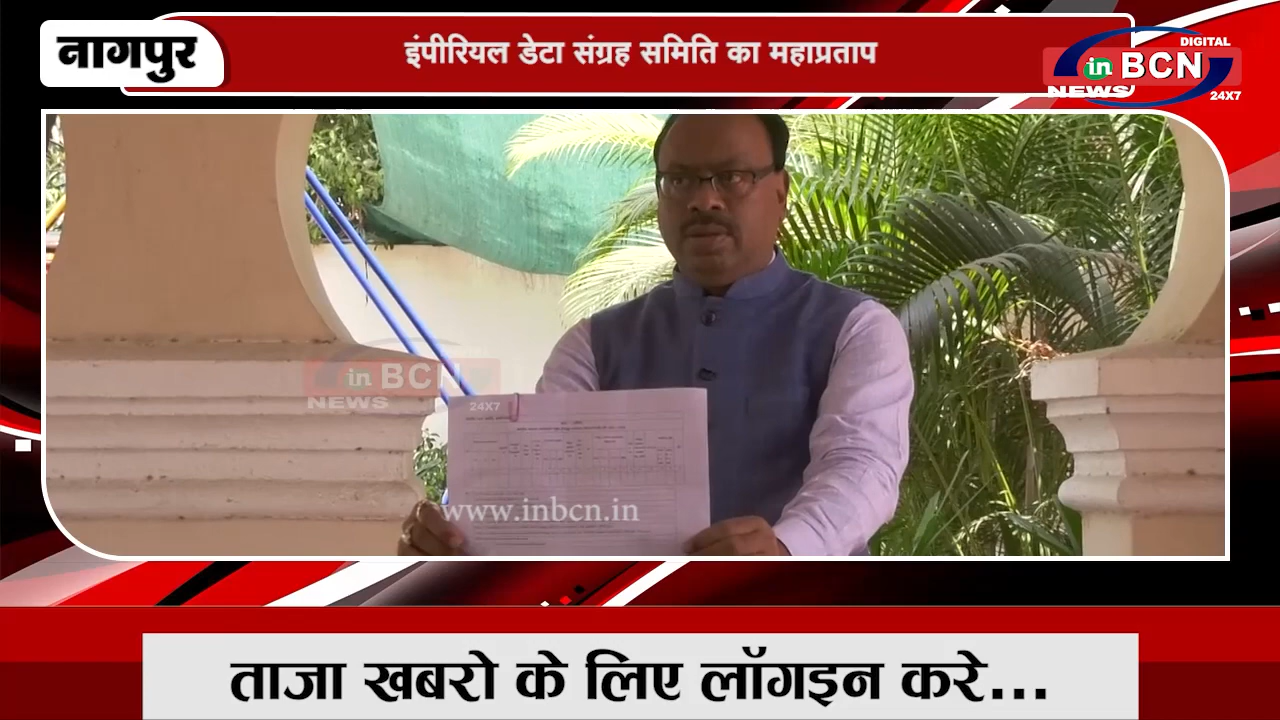 नागपुर
इंपीरियल डेटा संग्रह समिति का महाप्रताप
DIGITAL
in BCN
NEWS
24X7
in BCN
NEWS
24X7
www.inbcn.in
ताजा खबरो के लिए लॉगइन करे...